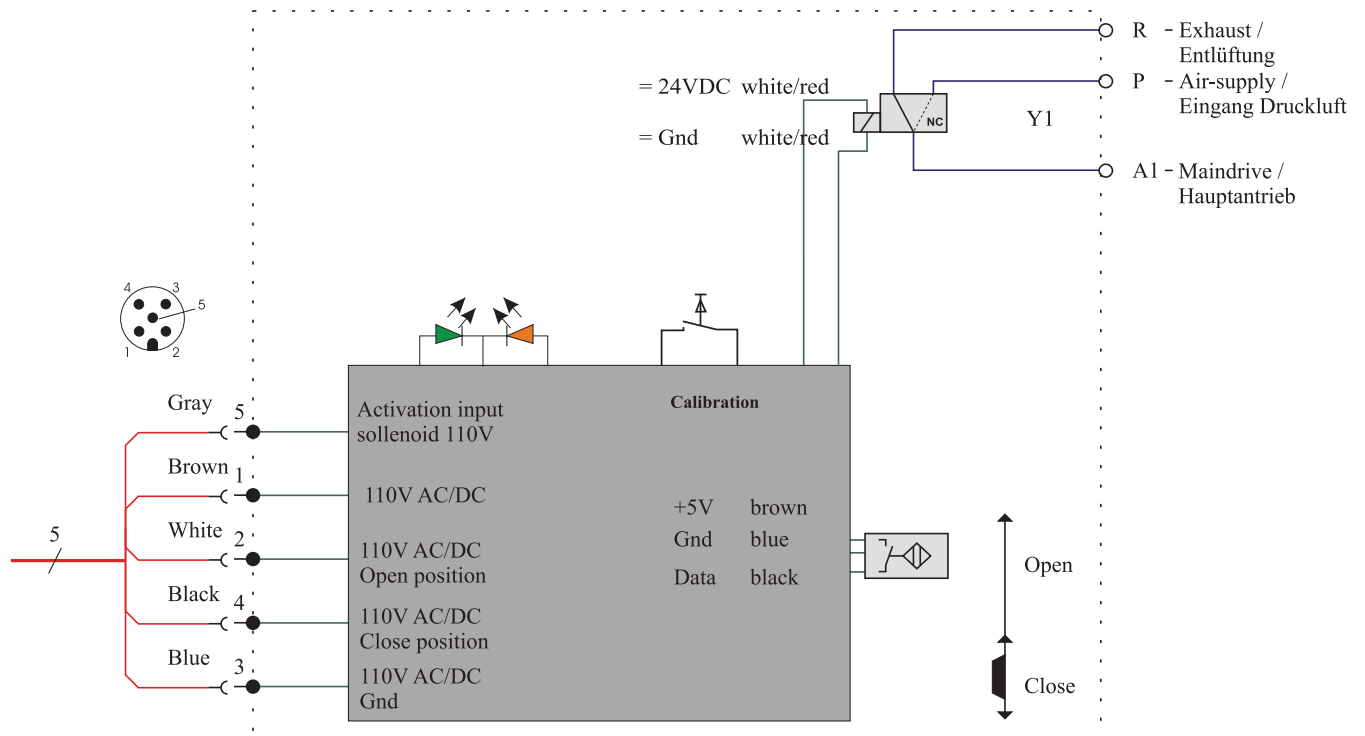 R - Exhaust /
Entlüftung
= 24VDC white/red
P - Air-supply /
Eingang Druckluft
NC
Y1
= Gnd white/red
A1 - Maindrive /
Hauptantrieb
4 3
5
1 2
Gray 5
Activation input
sollenoid 110V
Calibration
Brown 1
110V AC/DC
+5V brown
5
White 2
110V AC/DC
Open position
Gnd blue
Data black
Open
Black 4
110V AC/DC
Close position
Blue 3
110V AC/DC
Gnd
Close